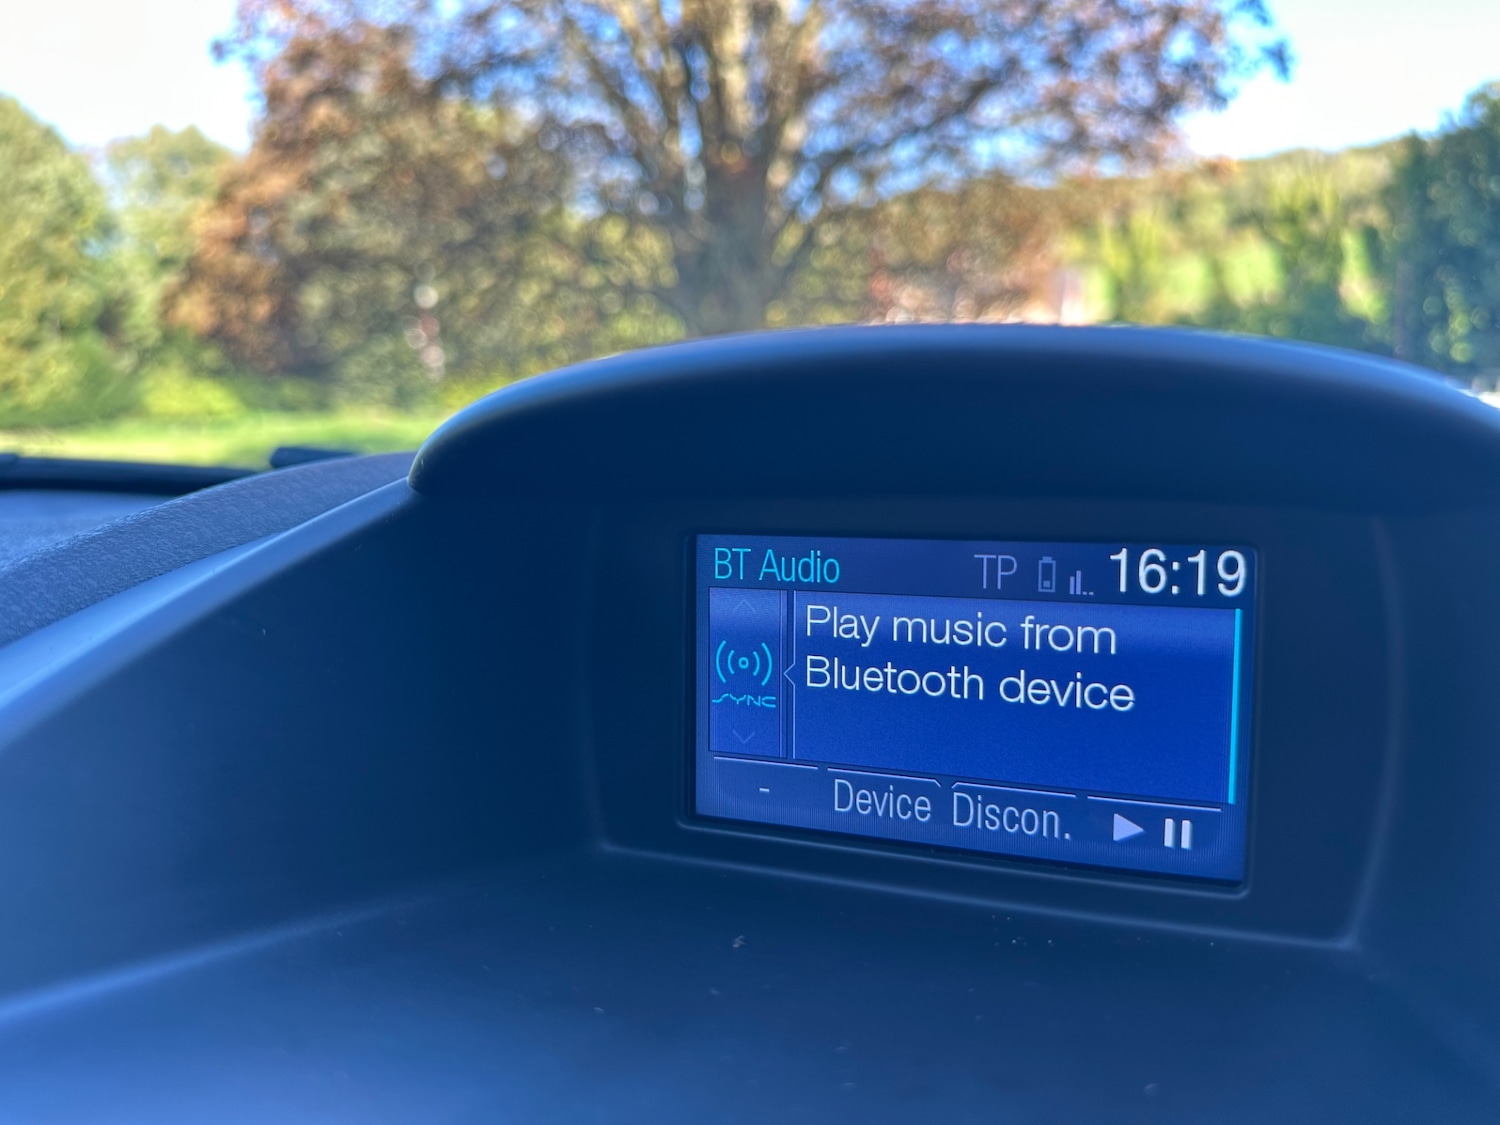 BT Audio TP 16:19
Play music from
Bluetooth device
SYNC
- Device Discon.